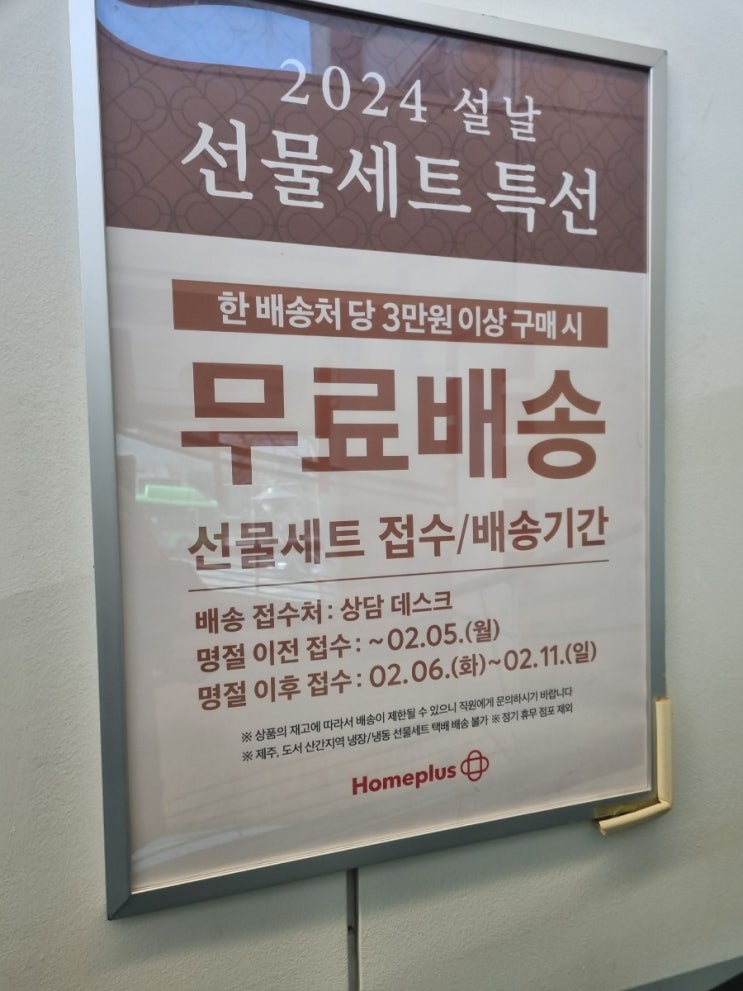 2024 설날
선물세트 특선
한 배송처 당 3만원 이상 구매 시
무료배송
선물세트 접수/배송기간
배송 접수처 : 상담 데스크
명절 이전 접수 : ~02.05.(월)
명절 이후 접수 : 02.06.(화)~02.11.(일)
※ 상품의 재고에 따라서 배송이 제한될 수 있으니 직원에게 문의하시기 바랍니다
※ 제주, 도서 산간지역 냉장/냉동 선물세트 택배 배송 불가 ※ 정기 휴무 점포 제외
Homeplus